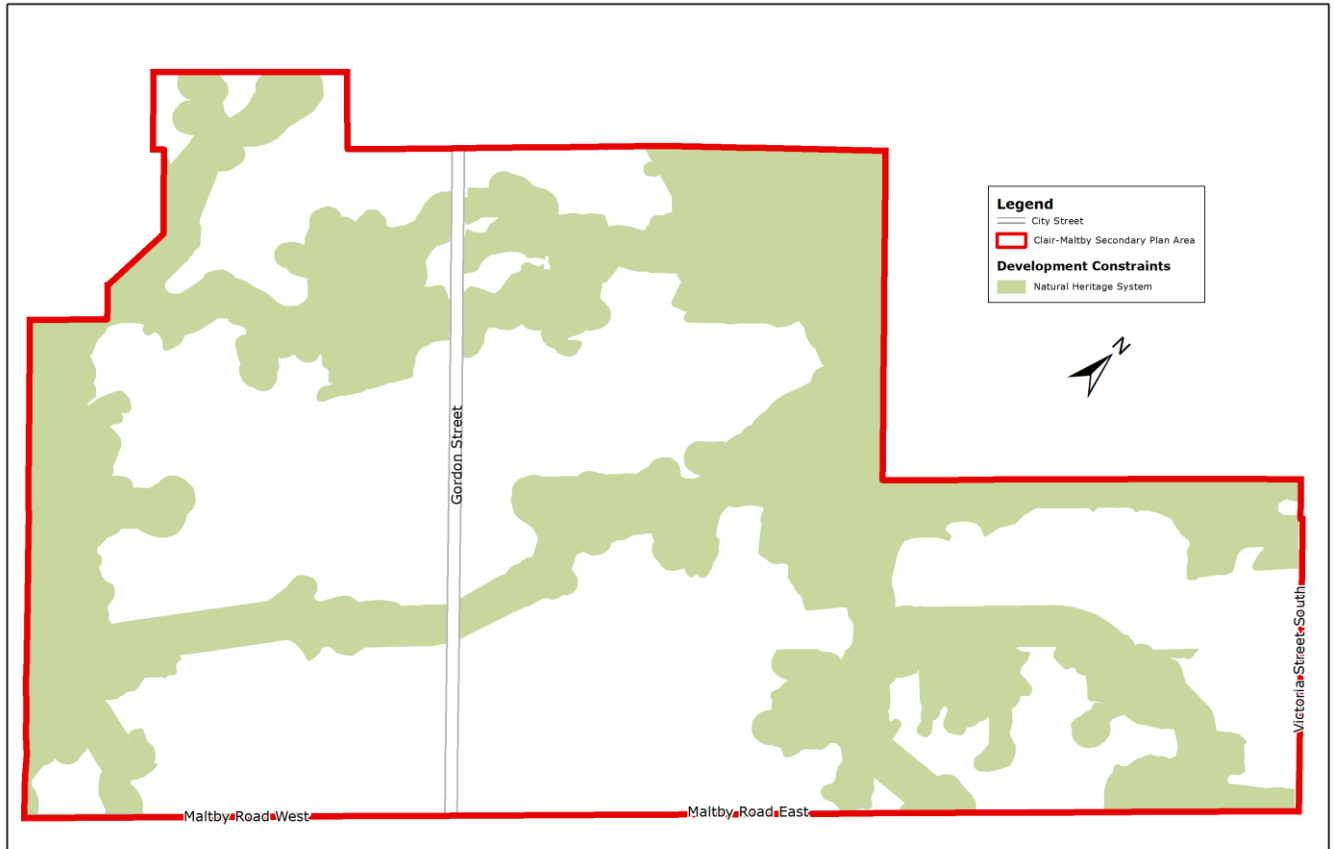 Legend
City Street
Clair-Maltby Secondary Plan Area
Development Constraints
Natural Heritage System
N
Gordon Street
Victoria Street South
Maltby Road West
Maltby Road East